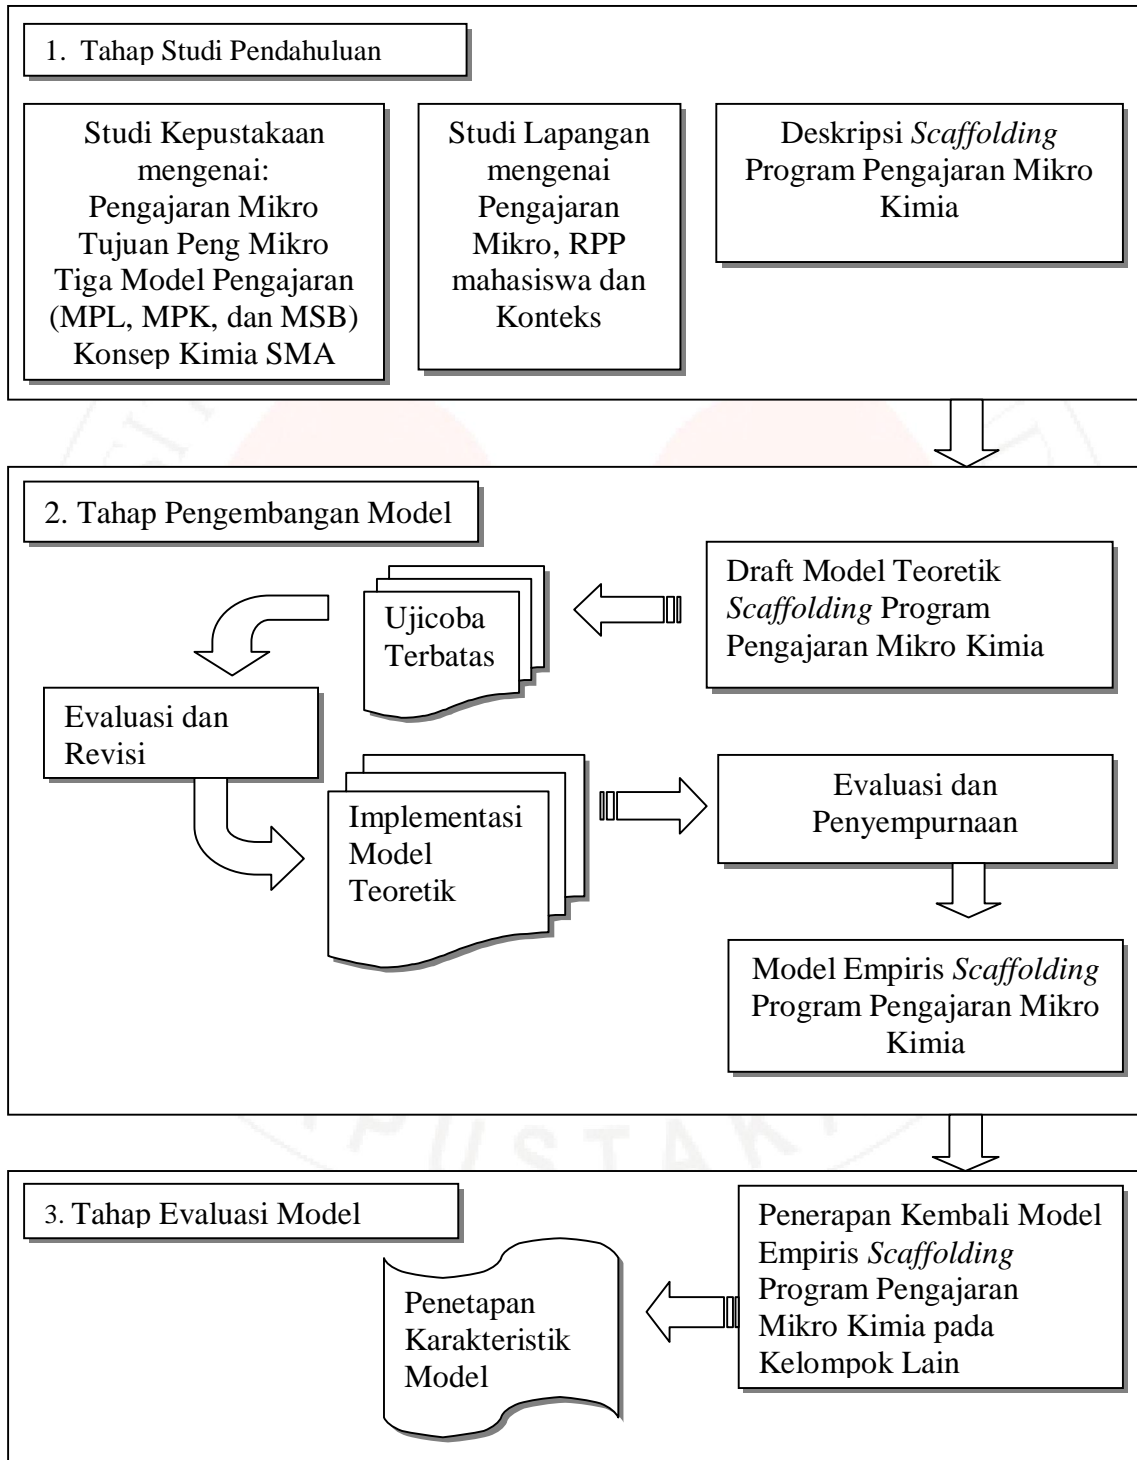 1. Tahap Studi Pendahuluan
Studi Kepustakaan
mengenai:
Pengajaran Mikro
Tujuan Peng Mikro
Tiga Model Pengajaran
(MPL, MPK, dan MSB)
Konsep Kimia SMA
Studi Lapangan
mengenai
Pengajaran
Mikro, RPP
mahasiswa dan
Konteks
Deskripsi Scaffolding
Program Pengajaran Mikro
Kimia
2. Tahap Pengembangan Model
Draft Model Teoretik
Scaffolding Program
Pengajaran Mikro Kimia
Ujicoba
Terbatas
Evaluasi dan
Revisi
Implementasi
Model
Teoretik
Evaluasi dan
Penyempurnaan
Model Empiris Scaffolding
Program Pengajaran Mikro
Kimia
3. Tahap Evaluasi Model
Penerapan Kembali Model
Empiris Scaffolding
Program Pengajaran
Mikro Kimia pada
Kelompok Lain
Penetapan
Karakteristik
Model